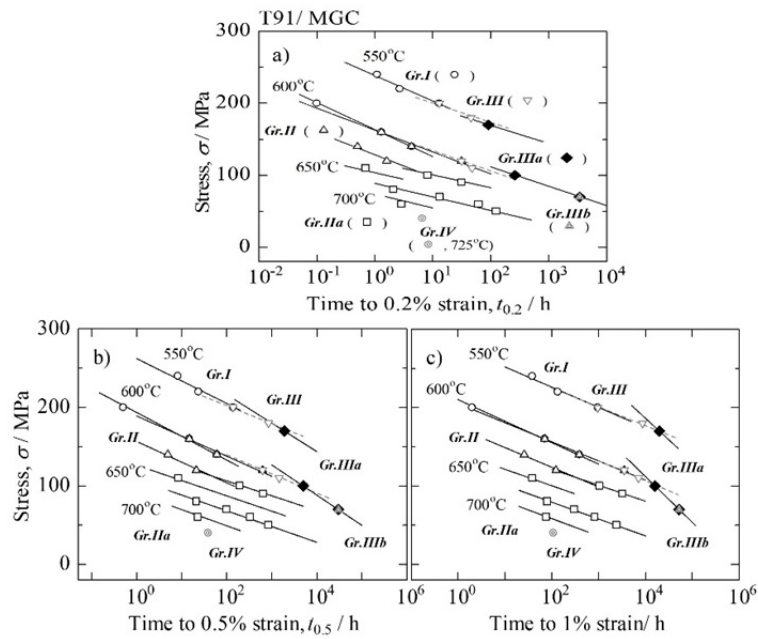 T91/ MGC
300
200
100
0
Stress, σ / MPa
a)
550°C
Gr.I ( ○ )
600°C
Gr.III ( ▽ )
Gr.II ( △ )
Gr.IIIa ( ◆ )
650°C
700°C
Gr.IIa ( □ )
Gr.IV
( ◎ , 725°C)
Gr.IIIb
( △ )
10⁻² 10⁻¹ 10⁰ 10¹ 10² 10³ 10⁴
Time to 0.2% strain, t0.2 / h
300
200
100
0
Stress, σ / MPa
b)
550°C
Gr.I
600°C
Gr.III
Gr.II
650°C
Gr.IIIa
700°C
Gr.IIa
Gr.IV
Gr.IIIb
10⁰ 10² 10⁴ 10⁶
Time to 0.5% strain, t0.5 / h
c)
550°C
Gr.I
Gr.III
600°C
Gr.II
650°C
Gr.IIIa
700°C
Gr.IIa
Gr.IV
Gr.IIIb
10⁰ 10² 10⁴ 10⁶
Time to 1% strain/ h